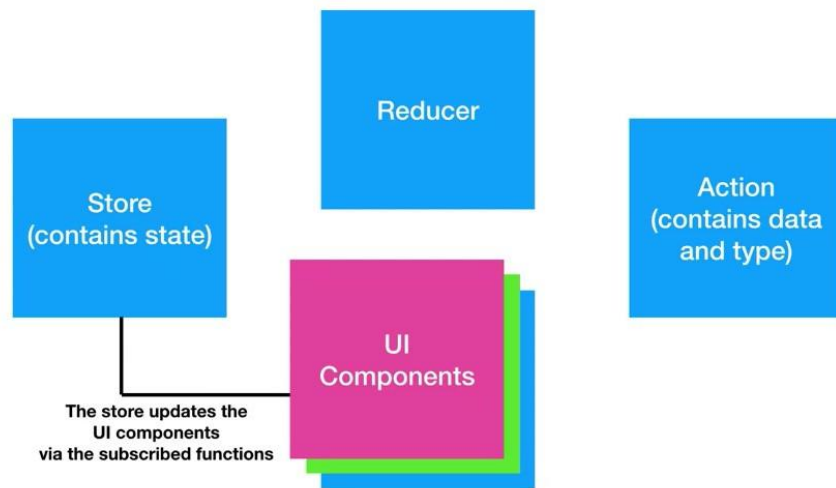 Reducer
Store
(contains state)
Action
(contains data
and type)
UI
Components
The store updates the
UI components
via the subscribed functions